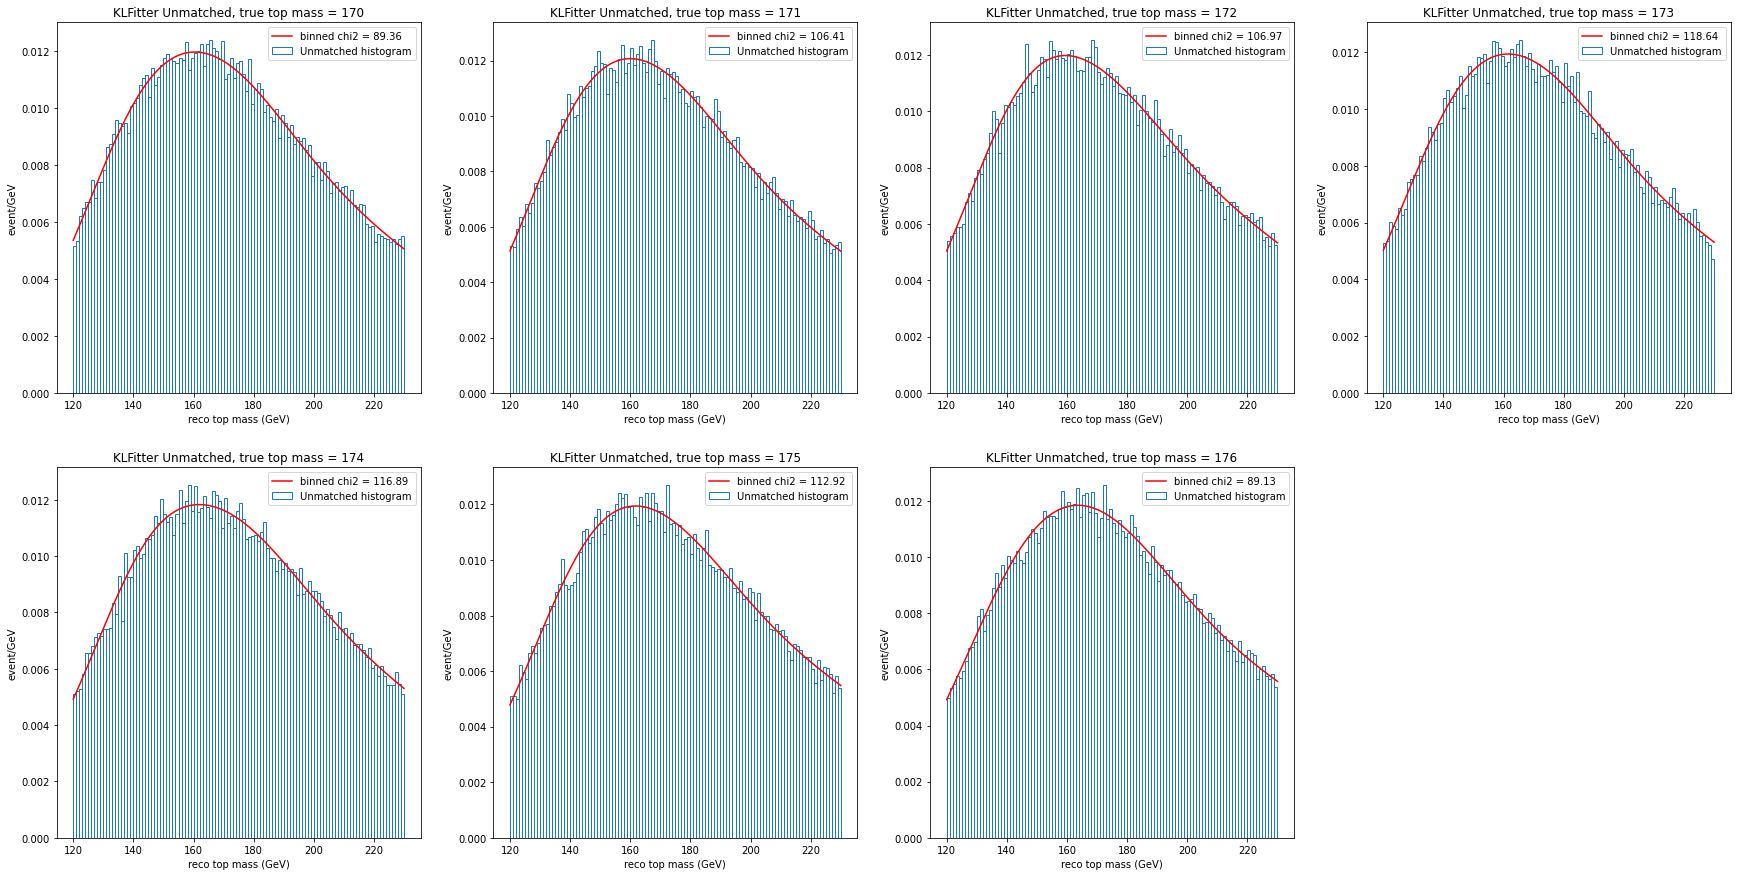 KLFitter Unmatched, true top mass = 170
binned chi2 = 89.36
Unmatched histogram
0.012
0.010
0.008
0.006
0.004
0.002
0.000
event/GeV
120 140 160 180 200 220
reco top mass (GeV)
KLFitter Unmatched, true top mass = 171
binned chi2 = 106.41
Unmatched histogram
0.012
0.010
0.008
0.006
0.004
0.002
0.000
event/GeV
120 140 160 180 200 220
reco top mass (GeV)
KLFitter Unmatched, true top mass = 172
binned chi2 = 106.97
Unmatched histogram
0.012
0.010
0.008
0.006
0.004
0.002
0.000
event/GeV
120 140 160 180 200 220
reco top mass (GeV)
KLFitter Unmatched, true top mass = 173
binned chi2 = 118.64
Unmatched histogram
0.012
0.010
0.008
0.006
0.004
0.002
0.000
event/GeV
120 140 160 180 200 220
reco top mass (GeV)
KLFitter Unmatched, true top mass = 174
binned chi2 = 116.89
Unmatched histogram
0.012
0.010
0.008
0.006
0.004
0.002
0.000
event/GeV
120 140 160 180 200 220
reco top mass (GeV)
KLFitter Unmatched, true top mass = 175
binned chi2 = 112.92
Unmatched histogram
0.012
0.010
0.008
0.006
0.004
0.002
0.000
event/GeV
120 140 160 180 200 220
reco top mass (GeV)
KLFitter Unmatched, true top mass = 176
binned chi2 = 89.13
Unmatched histogram
0.012
0.010
0.008
0.006
0.004
0.002
0.000
event/GeV
120 140 160 180 200 220
reco top mass (GeV)